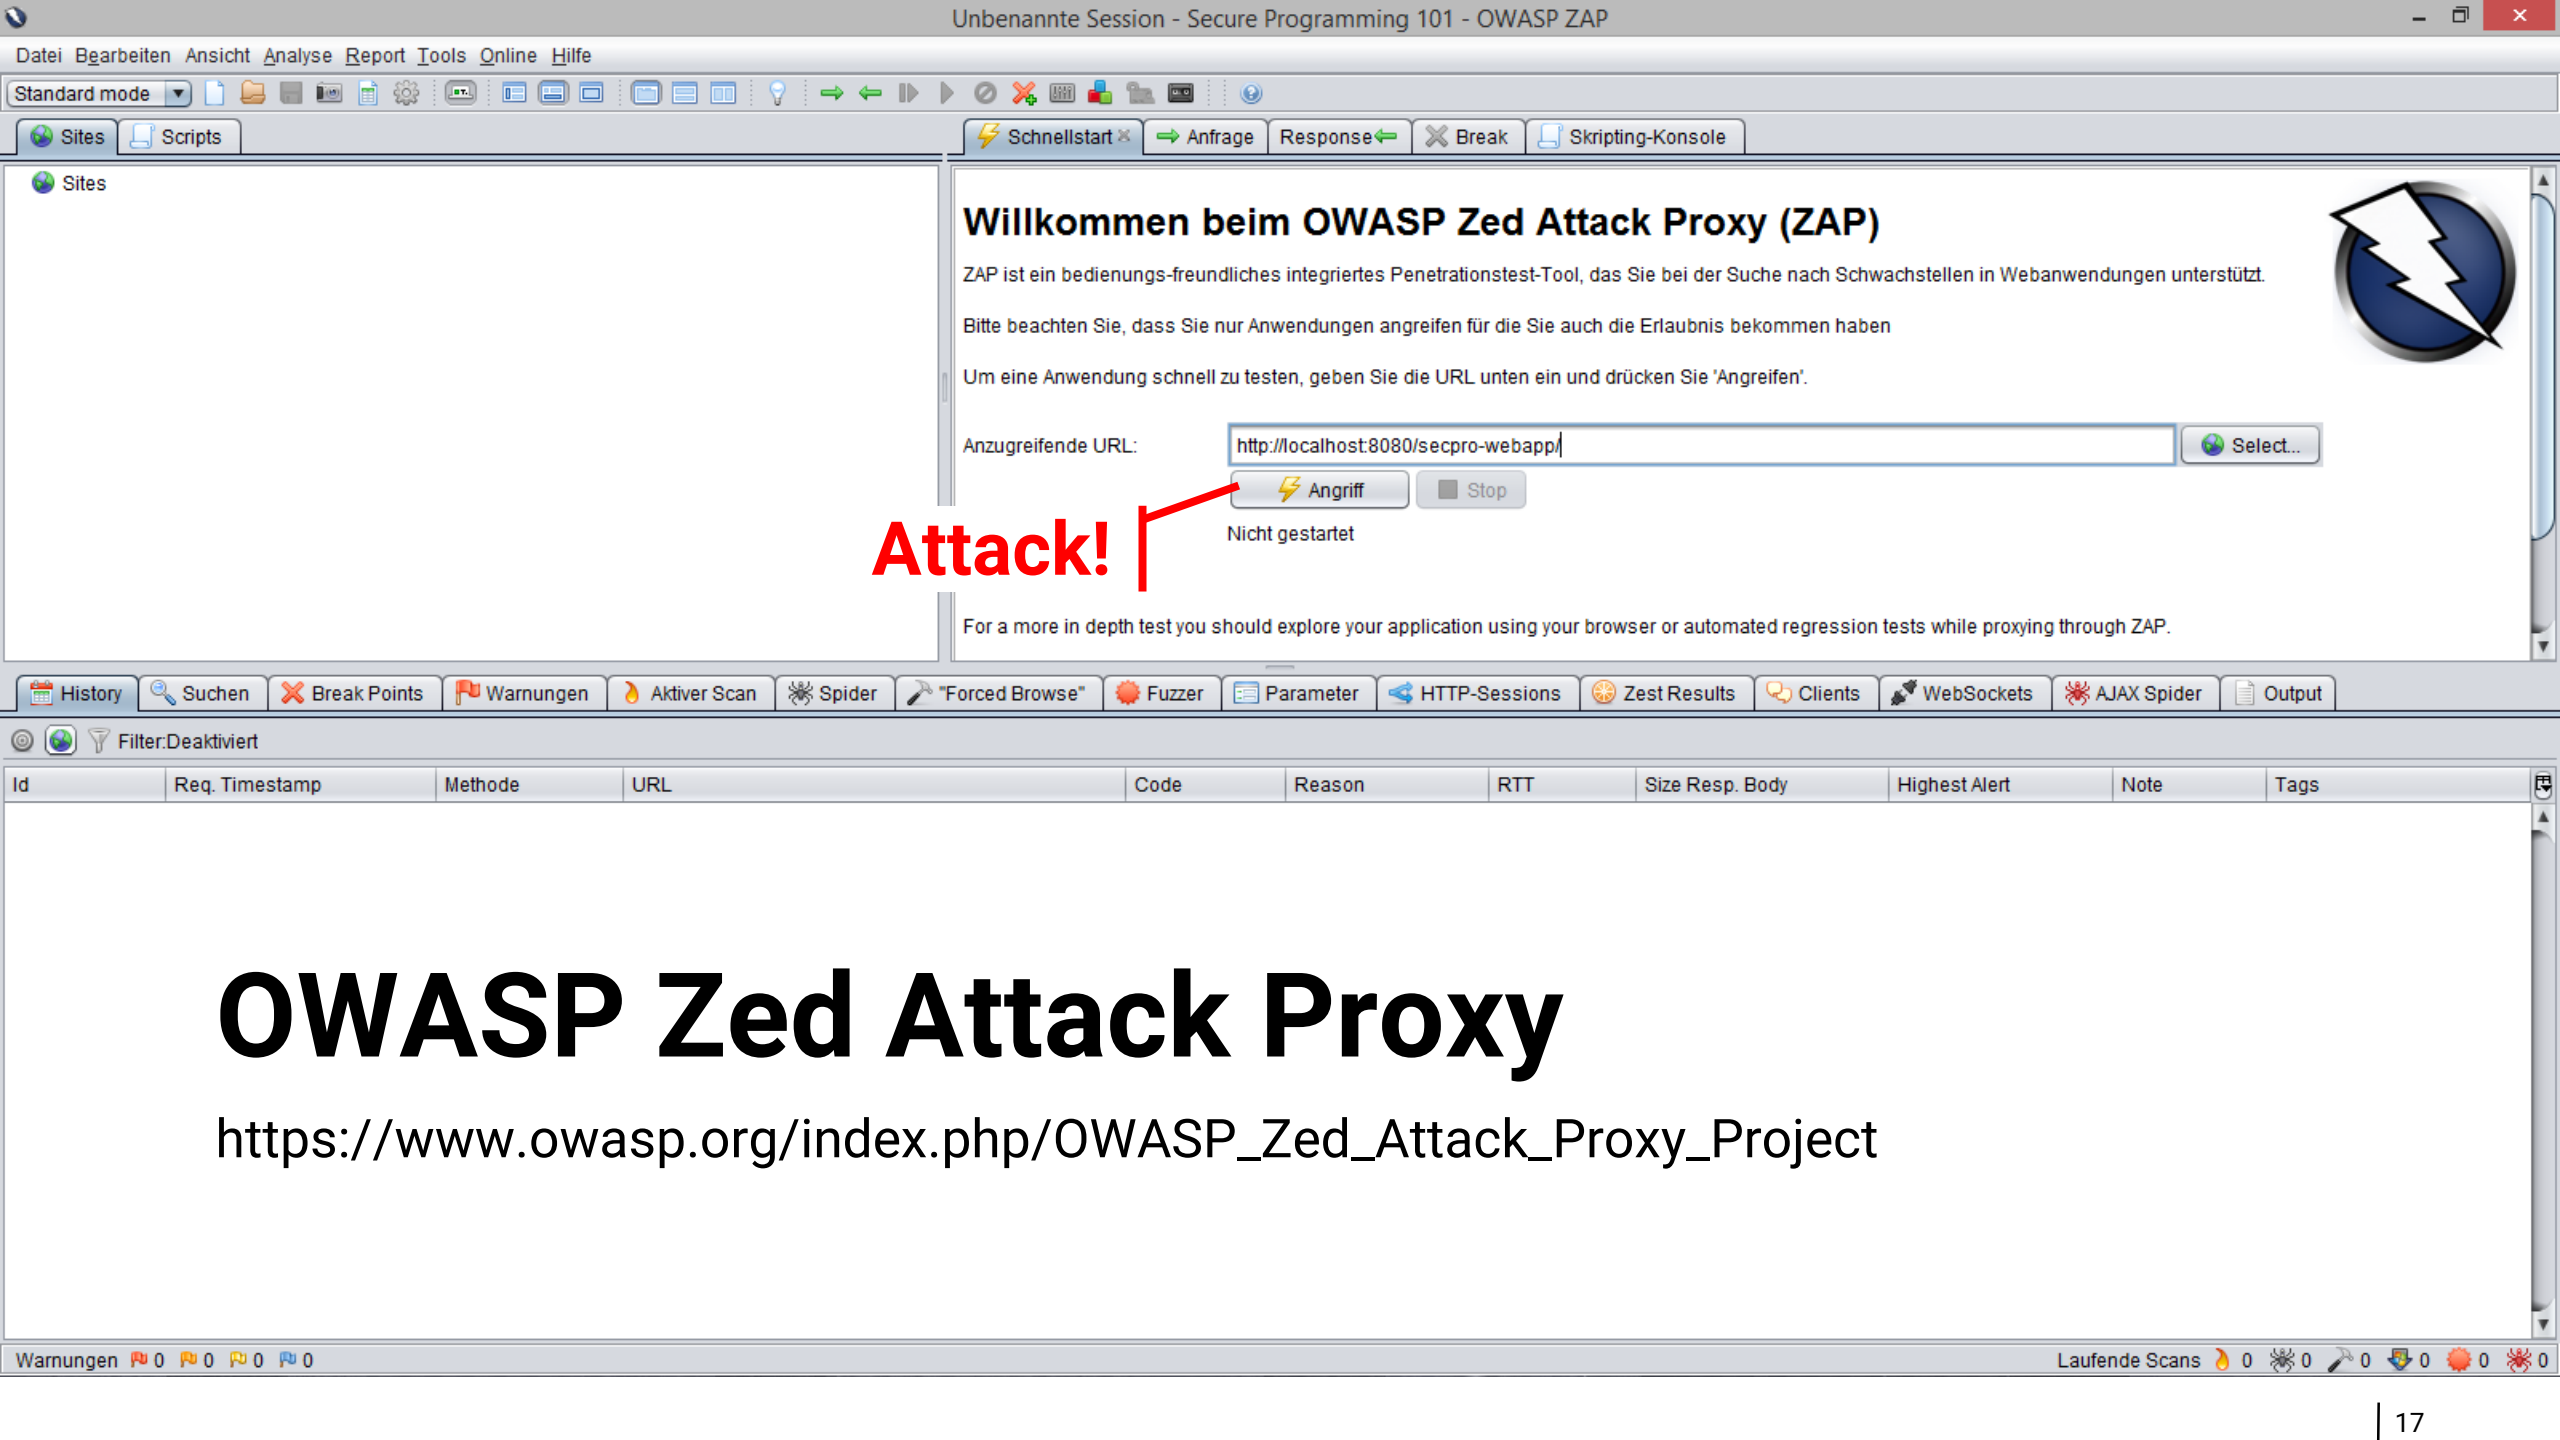 Unbenannte Session - Secure Programming 101 - OWASP ZAP
Datei Bearbeiten Ansicht Analyse Report Tools Online Hilfe
Standard mode
Sites Scripts
Schnellstart Anfrage Response Break Skripting-Konsole
Sites
Willkommen beim OWASP Zed Attack Proxy (ZAP)
ZAP ist ein bedienungs-freundliches integriertes Penetrationstest-Tool, das Sie bei der Suche nach Schwachstellen in Webanwendungen unterstützt.
Bitte beachten Sie, dass Sie nur Anwendungen angreifen für die Sie auch die Erlaubnis bekommen haben
Um eine Anwendung schnell zu testen, geben Sie die URL unten ein und drücken Sie 'Angreifen'.
Anzugreifende URL: http://localhost:8080/secpro-webapp/ Select...
Angriff Stop
Attack!
Nicht gestartet
For a more in depth test you should explore your application using your browser or automated regression tests while proxying through ZAP.
History Suchen Break Points Warnungen Aktiver Scan Spider "Forced Browse" Fuzzer Parameter HTTP-Sessions Zest Results Clients WebSockets AJAX Spider Output
Filter:Deaktiviert
Id Req. Timestamp Methode URL Code Reason RTT Size Resp. Body Highest Alert Note Tags
OWASP Zed Attack Proxy
https://www.owasp.org/index.php/OWASP_Zed_Attack_Proxy_Project
Warnungen 0 0 0 0 Laufende Scans 0 0 0 0 0 0
17